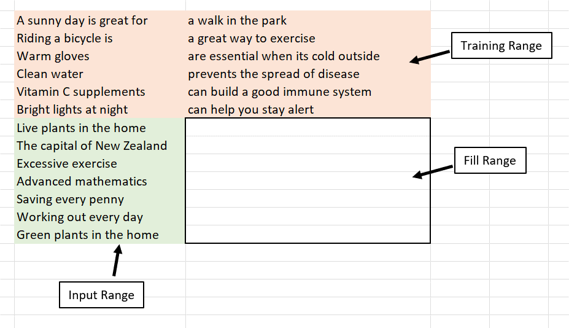 A sunny day is great for a walk in the park
Riding a bicycle is a great way to exercise
Warm gloves are essential when its cold outside
Clean water prevents the spread of disease
Vitamin C supplements can build a good immune system
Bright lights at night can help you stay alert
Training Range
Live plants in the home
The capital of New Zealand
Excessive exercise
Advanced mathematics
Saving every penny
Working out every day
Green plants in the home
Fill Range
Input Range